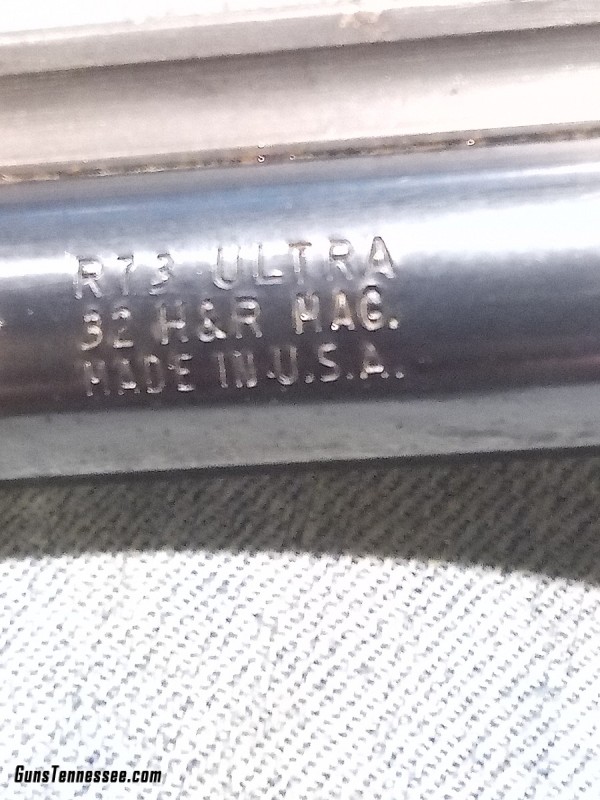 R73 ULTRA
32 H&R MAG.
MADE IN U.S.A.
GunsTennessee.com